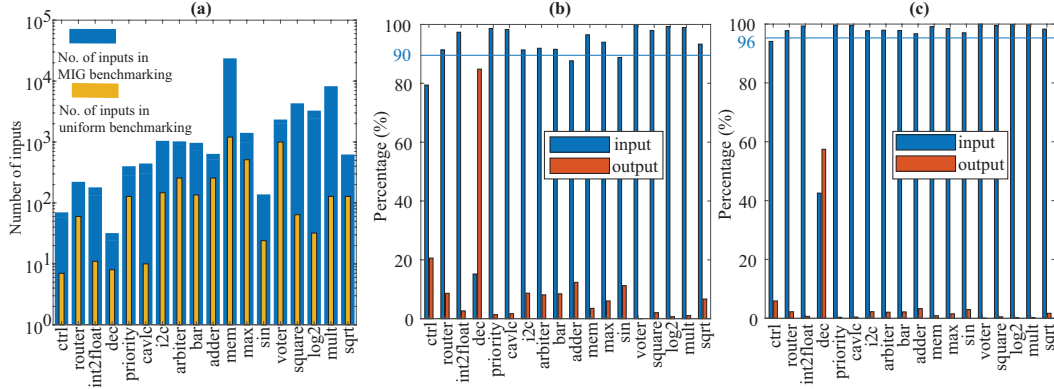 (a)
10^5
10^4
10^3
10^2
10^1
10^0
Number of inputs
No. of inputs in
MIG benchmarking
No. of inputs in
uniform benchmarking
ctrl
router
int2float
dec
priority
cavlc
i2c
arbiter
bar
adder
mem
max
sin
voter
square
log2
mult
sqrt
(b)
100%
90
80
60
40
20
0
Percentage (%)
input
output
ctrl
router
int2float
dec
priority
cavlc
i2c
arbiter
bar
adder
mem
max
sin
voter
square
log2
mult
sqrt
(c)
100%
96
80
60
40
20
0
Percentage (%)
input
output
ctrl
router
int2float
dec
priority
cavlc
i2c
arbiter
bar
adder
mem
max
sin
voter
square
log2
mult
sqrt